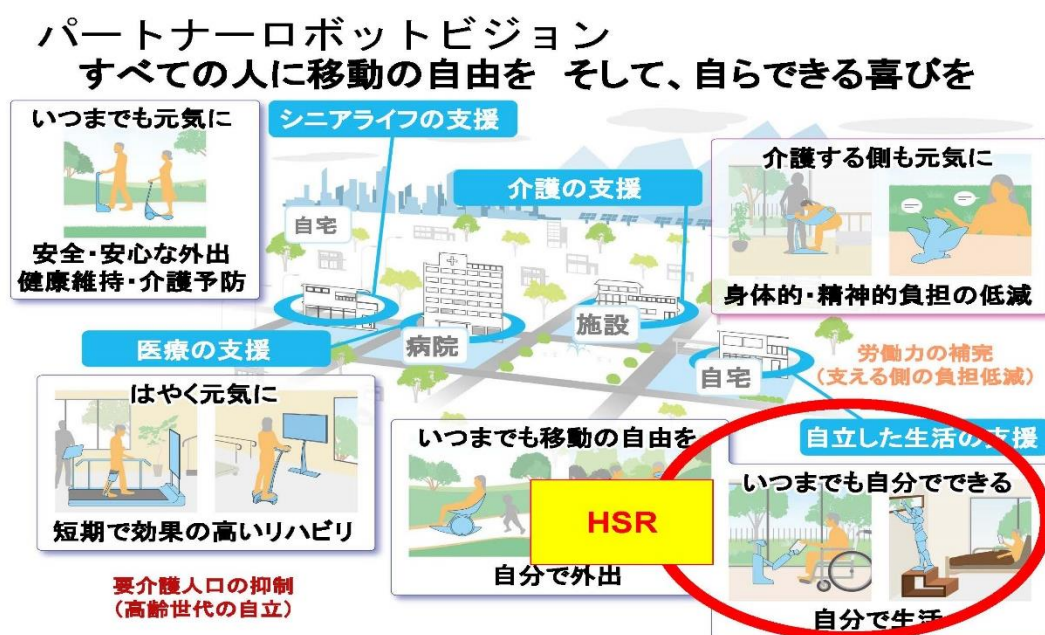 パートナーロボットビジョン
すべての人に移動の自由を そして、自らできる喜びを
いつまでも元気に
安全・安心な外出
健康維持・介護予防
シニアライフの支援
自宅
介護の支援
介護する側も元気に
身体的・精神的負担の低減
病院
施設
医療の支援
自宅
労働力の補完
(支える側の負担低減)
はやく元気に
短期で効果の高いリハビリ
いつまでも移動の自由を
自分で外出
HSR
自立した生活の支援
いつまでも自分でできる
自分で生活
要介護人口の抑制
(高齢世代の自立)